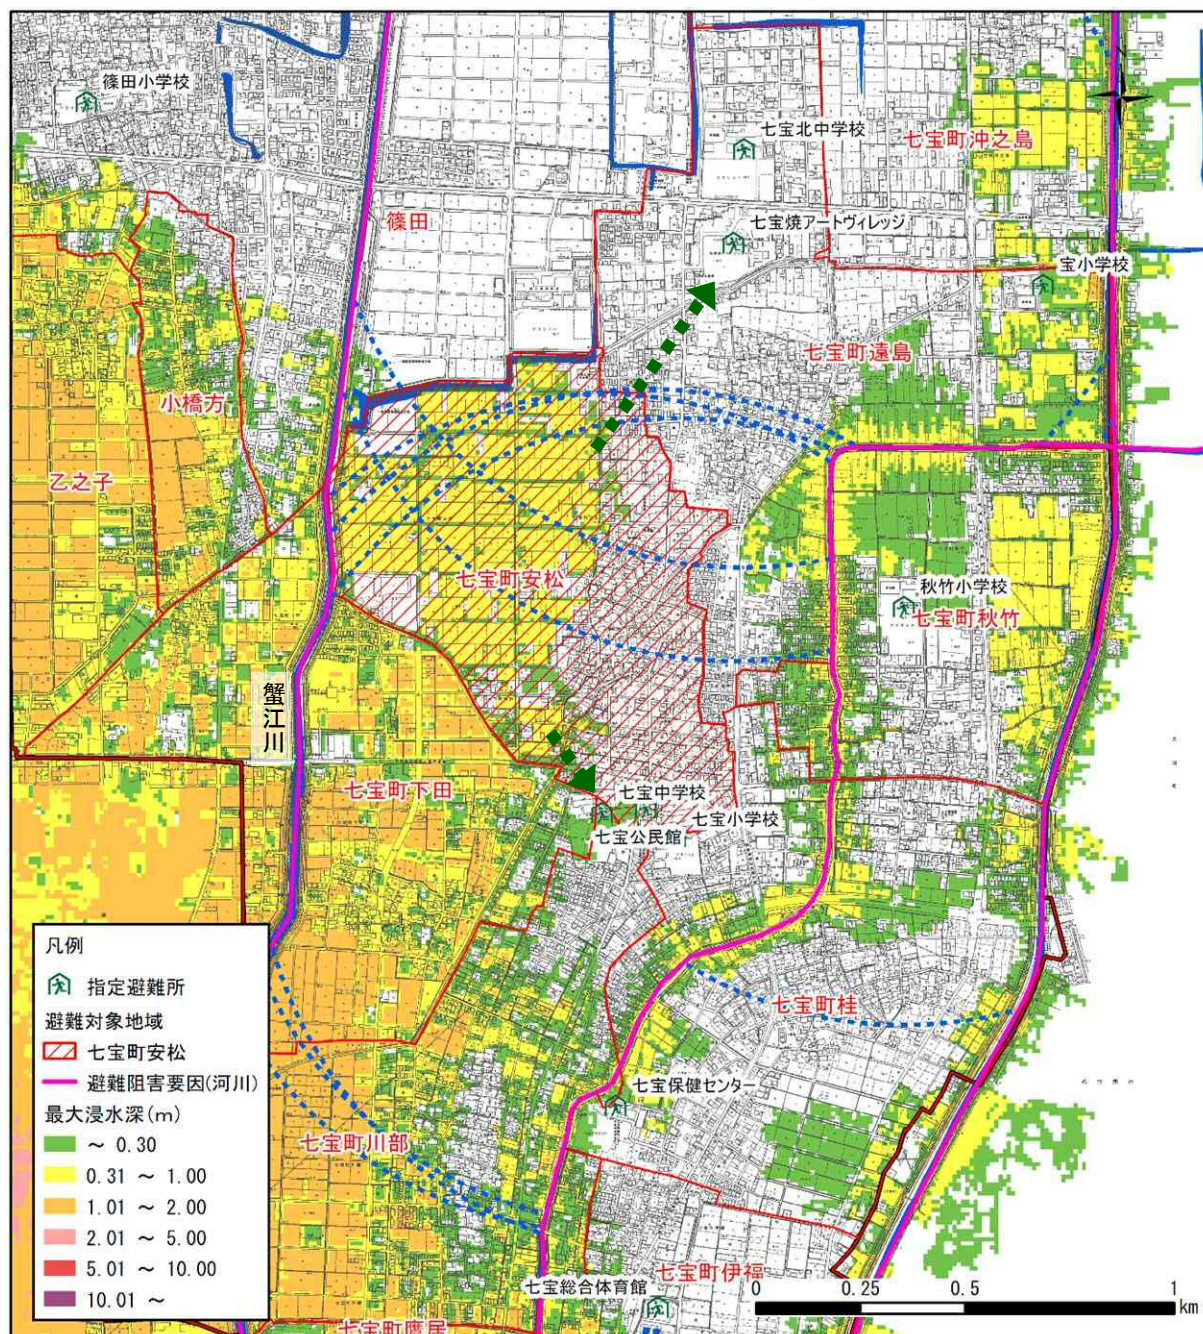 篠田小学校
七宝北中学校
七宝町沖之島
篠田
七宝焼アートヴィレッジ
宝小学校
七宝町遠島
小橋方
乙之子
七宝町安松
秋竹小学校
七宝町秋竹
蟹江川
七宝町下田
七宝中学校
七宝小学校
七宝公民館
七宝町桂
七宝保健センター
七宝町川部
七宝町伊福
七宝総合体育館
七宝町鷹居
凡例
指定避難所
避難対象地域
七宝町安松
避難阻害要因(河川)
最大浸水深(m)
～ 0.30
0.31 ～ 1.00
1.01 ～ 2.00
2.01 ～ 5.00
5.01 ～ 10.00
10.01 ～
0 0.25 0.5 1
km